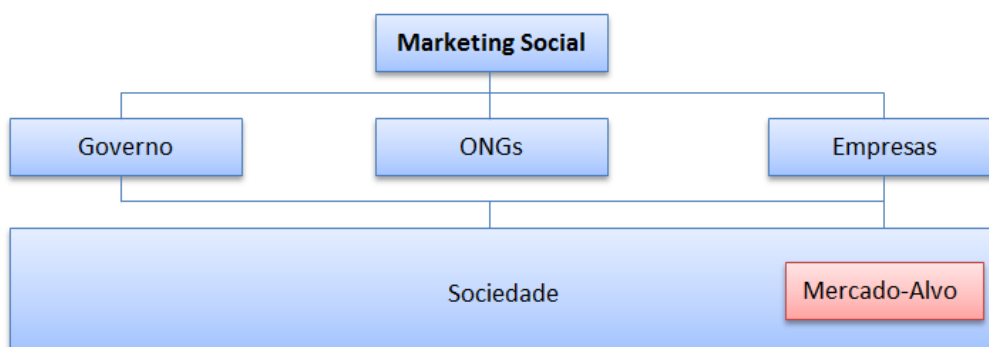 Marketing Social
Governo
ONGs
Empresas
Sociedade
Mercado-Alvo